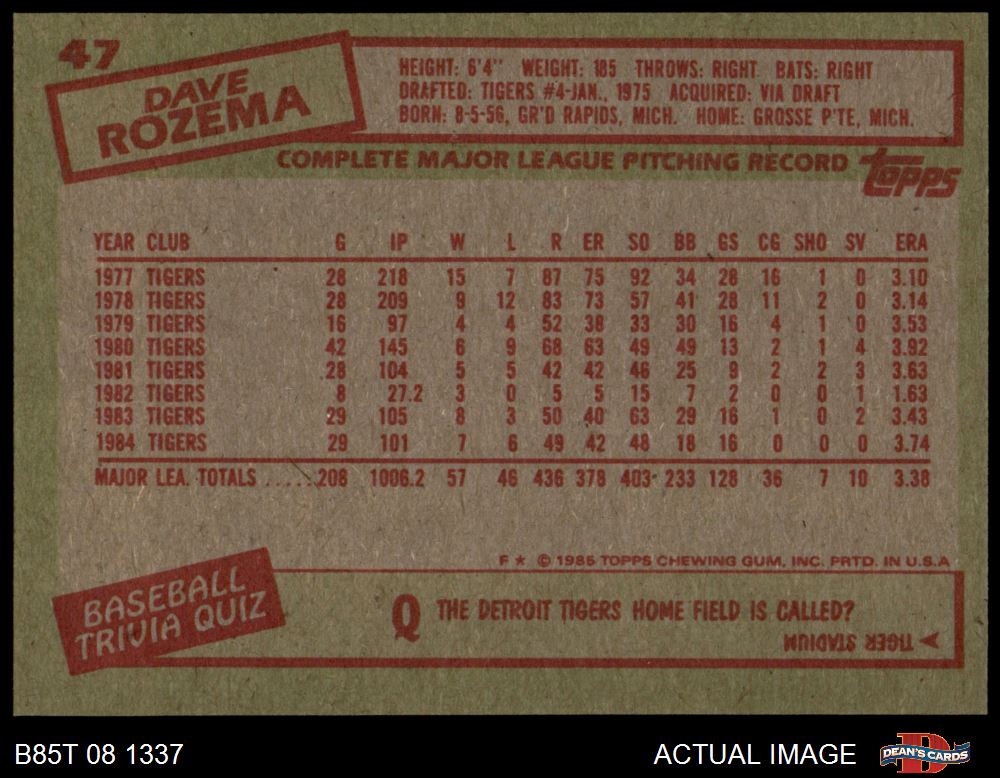 47
DAVE
ROZEMA
HEIGHT: 6'4" WEIGHT: 185 THROWS: RIGHT BATS: RIGHT
DRAFTED: TIGERS #4-JAN., 1975 ACQUIRED: VIA DRAFT
BORN: 8-5-56, GR'D RAPIDS, MICH. HOME: GROSSE P'TE, MICH.
COMPLETE MAJOR LEAGUE PITCHING RECORD
TOPPS
YEAR CLUB G IP W L R ER SO BB GS CG SHO SV ERA
1977 TIGERS 28 218 15 7 87 75 92 34 28 16 1 0 3.10
1978 TIGERS 28 209 9 12 83 73 57 41 28 11 2 0 3.14
1979 TIGERS 16 97 4 4 52 38 33 30 16 4 1 0 3.53
1980 TIGERS 42 145 6 9 68 63 49 49 13 2 1 4 3.92
1981 TIGERS 28 104 5 5 42 42 46 25 9 2 2 3 3.63
1982 TIGERS 8 27.2 3 0 5 5 15 7 2 0 0 1 1.63
1983 TIGERS 29 105 8 3 50 40 63 29 16 1 0 2 3.43
1984 TIGERS 29 101 7 6 49 42 48 18 16 0 0 0 3.74
MAJOR LEA. TOTALS .....208 1006.2 57 46 436 378 403 233 128 36 7 10 3.38
F★ © 1985 TOPPS CHEWING GUM, INC. PRTD. IN U.S.A
BASEBALL
TRIVIA QUIZ
Q THE DETROIT TIGERS HOME FIELD IS CALLED?
TIGER STADIUM
B85T 08 1337
ACTUAL IMAGE
D
DEAN'S CARDS